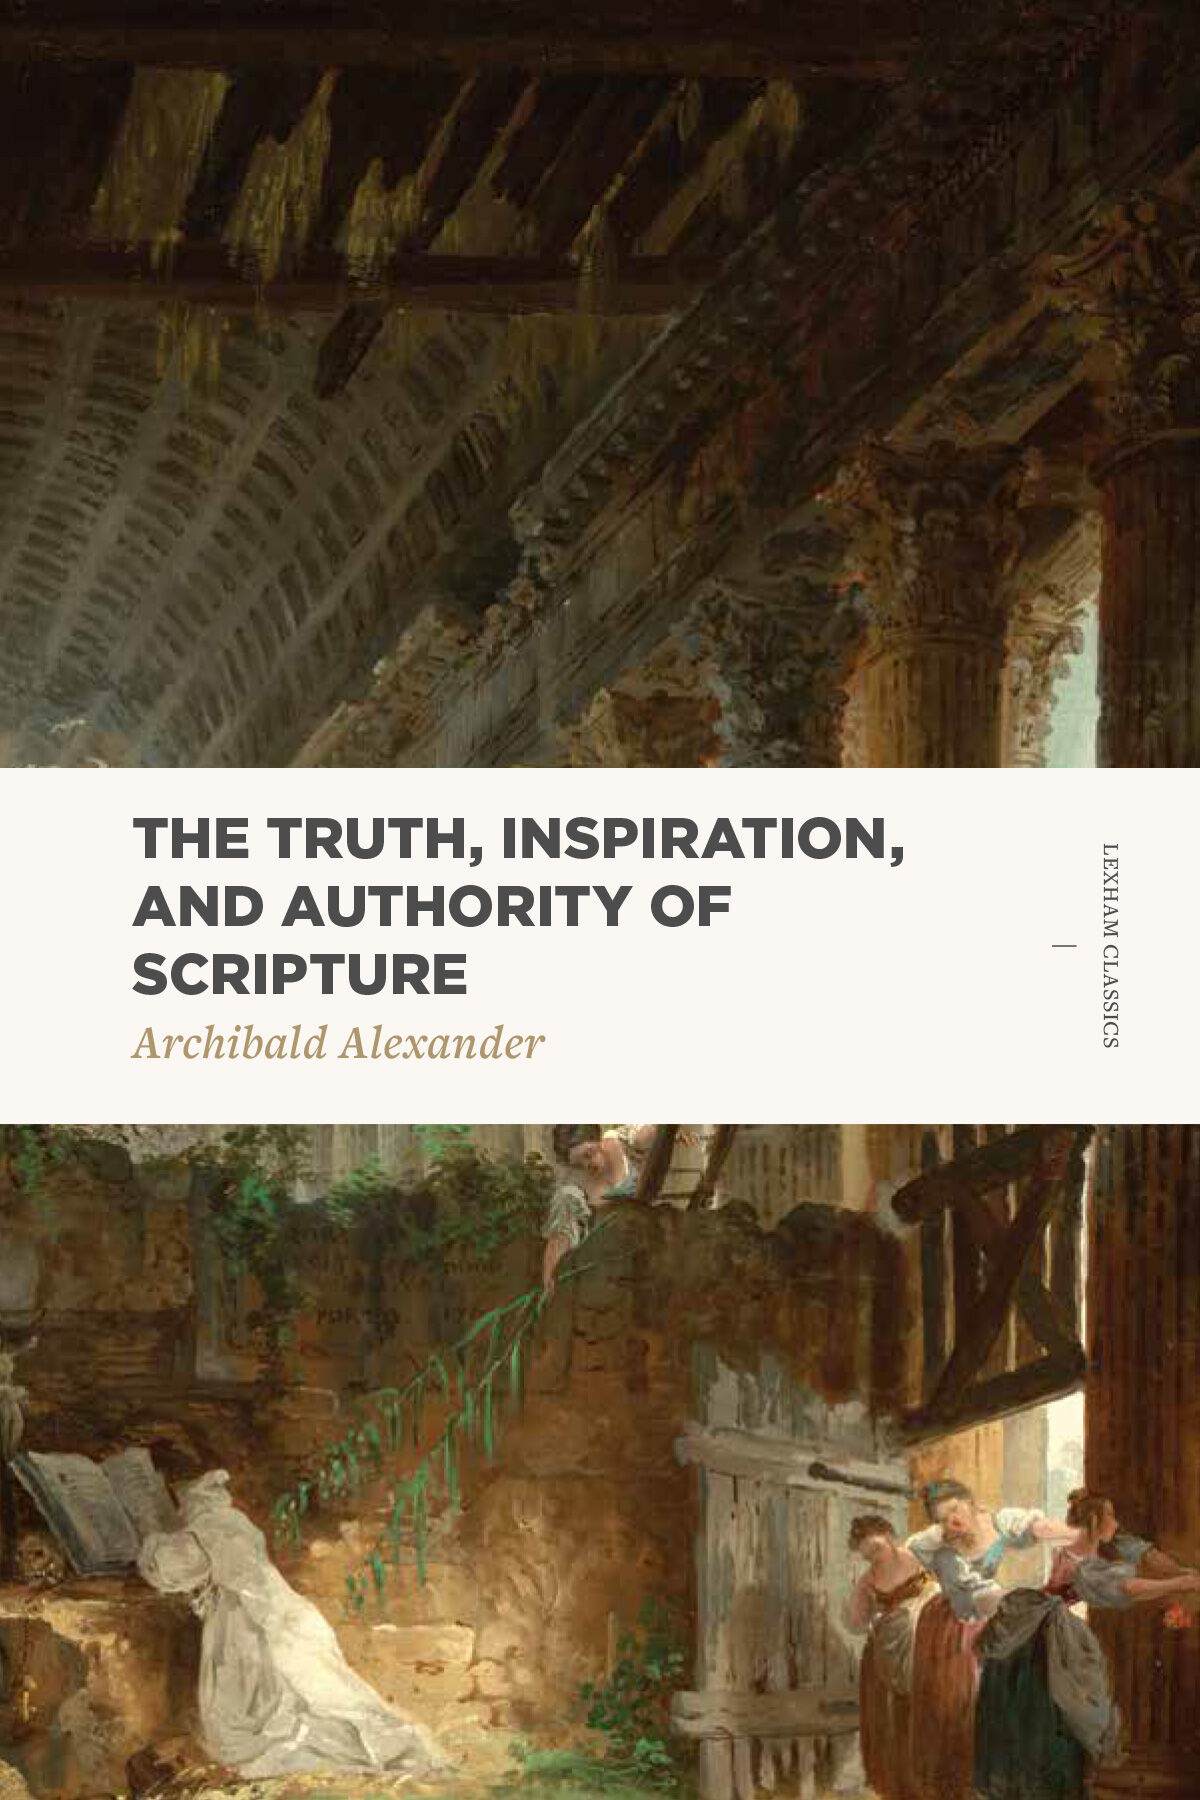 THE TRUTH, INSPIRATION,
AND AUTHORITY OF
SCRIPTURE
Archibald Alexander
LEXHAM CLASSICS